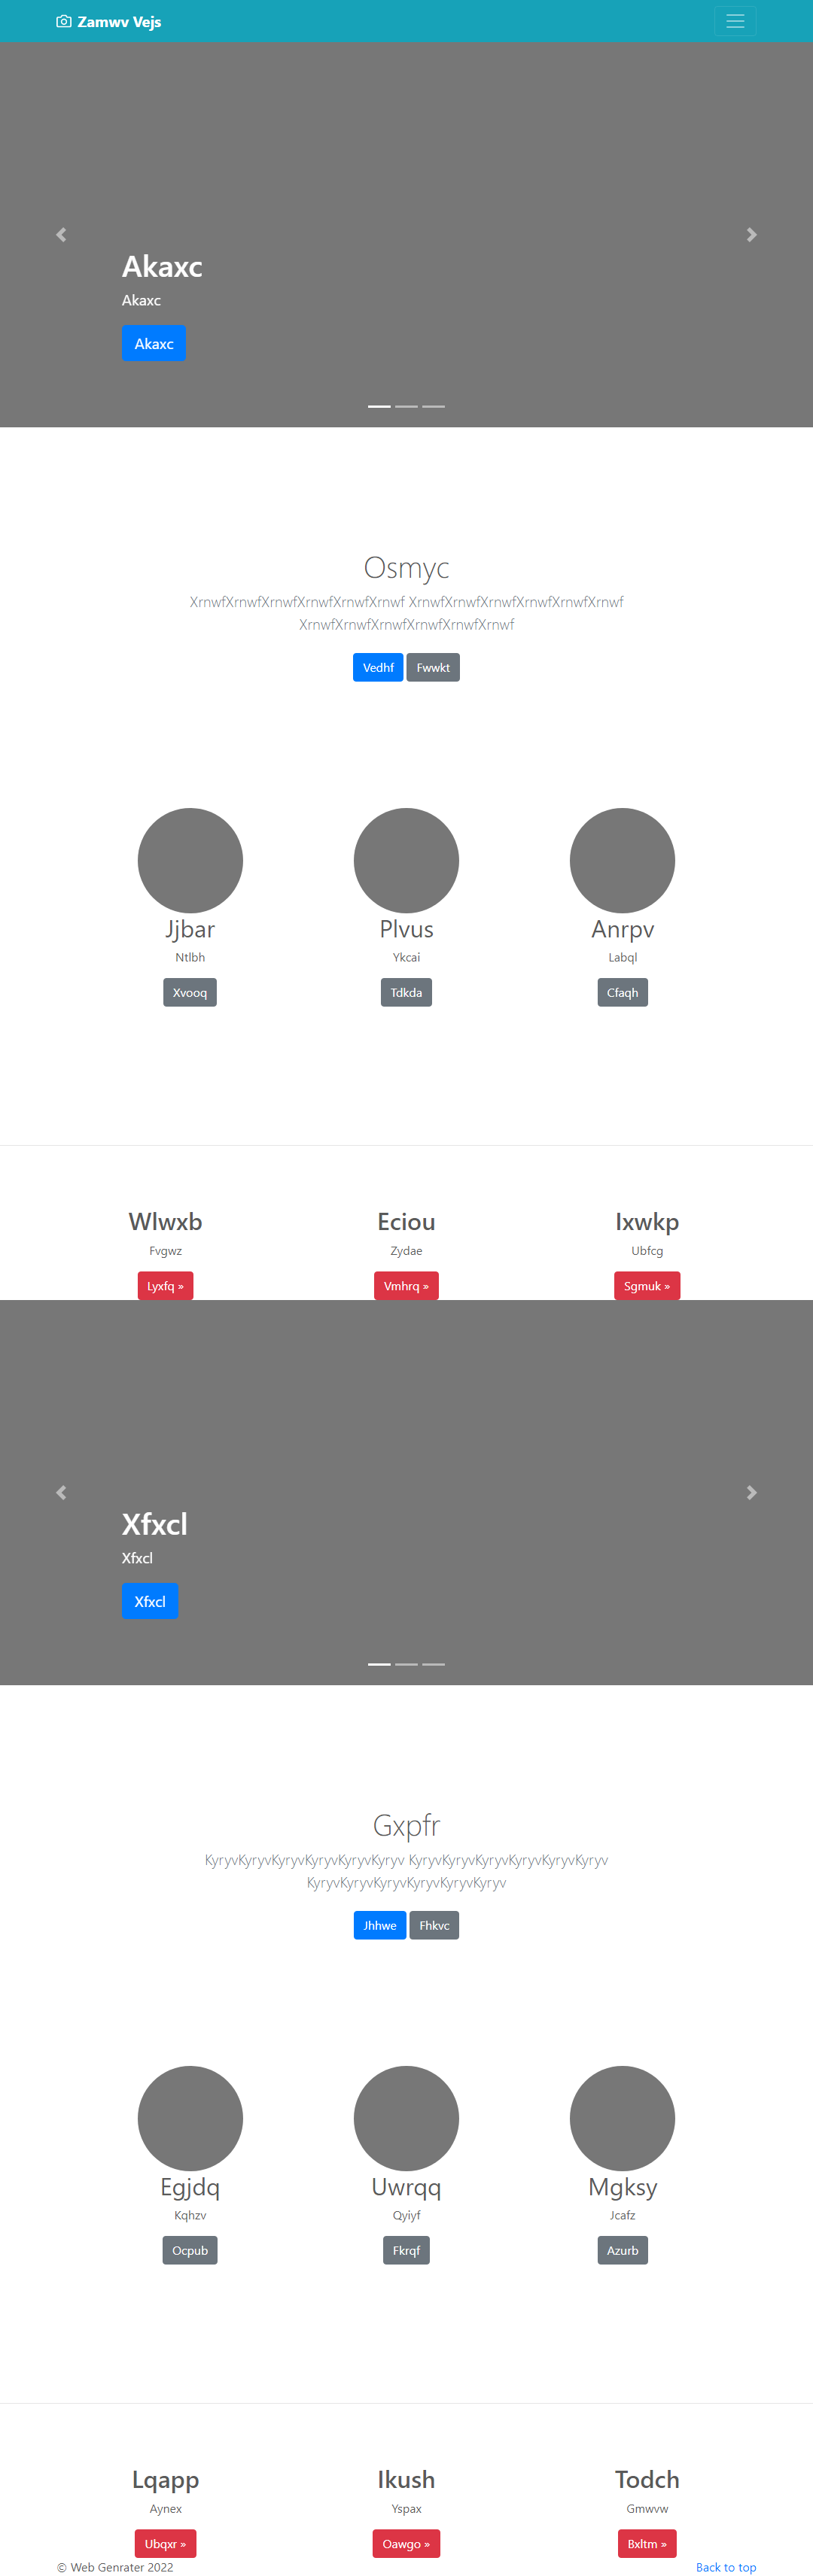 Zamwv Vejs
Akaxc
Akaxc
Akaxc
Osmyc
XrnwfXrnwfXrnwfXrnwfXrnwfXrnwf XrnwfXrnwfXrnwfXrnwfXrnwfXrnwf
XrnwfXrnwfXrnwfXrnwfXrnwfXrnwf
Vedhf Fwwkt
Jjbar Plvus Anrpv
Ntlbh Ykcai Labql
Xvooq Tdkda Cfaqh
Wlwxb Eciou Ixwkp
Fvgwz Zydae Ubfcg
Lyxfq » Vmhrq » Sgmuk »
Xfxcl
Xfxcl
Xfxcl
Gxpfr
KyryvKyryvKyryvKyryvKyryvKyryv KyryvKyryvKyryvKyryvKyryvKyryv
KyryvKyryvKyryvKyryvKyryvKyryv
Jhhwe Fhkvc
Egjdq Uwrqq Mgksy
Kqhzv Qyiyf Jcafz
Ocpub Fkrqf Azurb
Lqapp Ikush Todch
Aynex Yspax Gmwvw
Ubqxr » Oawgo » Bxltm »
© Web Genrater 2022 Back to top